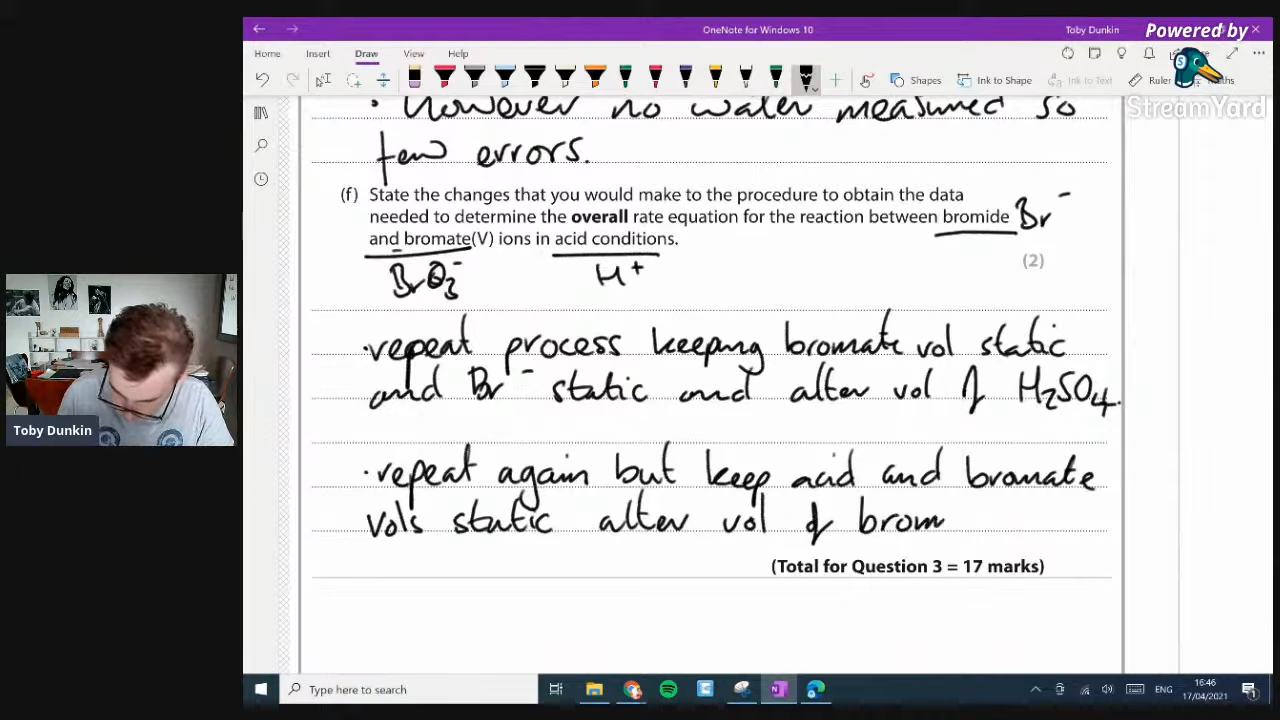 OneNote for Windows 10
Toby Dunkin
Powered by
StreamYard
Home Insert Draw View Help
Shapes Ink to Shape Ink to Text Ruler
· However no water measured so
few errors.
(f) State the changes that you would make to the procedure to obtain the data
needed to determine the overall rate equation for the reaction between bromide Br⁻
and bromate(V) ions in acid conditions.
(2)
BrO₃⁻ H⁺
·repeat process keeping bromate vol static
and Br⁻ static and alter vol of H₂SO₄.
·repeat again but keep acid and bromate
vols static alter vol of brom
(Total for Question 3 = 17 marks)
Toby Dunkin
Type here to search
ENG
16:46
17/04/2021